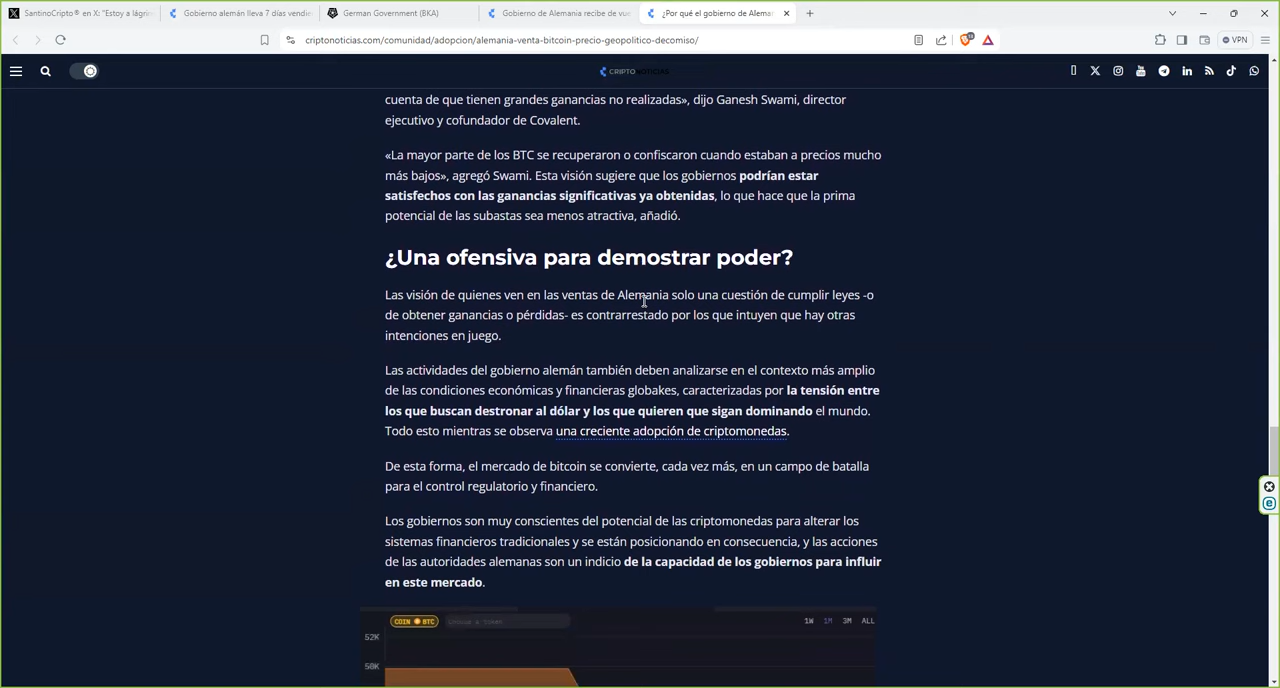 SantinoCripto® en X: "Estoy a lágrim
Gobierno alemán lleva 7 días vendien
German Government (BKA)
Gobierno de Alemania recibe de vue
¿Por qué el gobierno de Aleman
criptonoticias.com/comunidad/adopcion/alemania-venta-bitcoin-precio-geopolitico-decomiso/
VPN
CRIPTONOTICIAS
cuenta de que tienen grandes ganancias no realizadas», dijo Ganesh Swami, director
ejecutivo y cofundador de Covalent.
«La mayor parte de los BTC se recuperaron o confiscaron cuando estaban a precios mucho
más bajos», agregó Swami. Esta visión sugiere que los gobiernos podrían estar
satisfechos con las ganancias significativas ya obtenidas, lo que hace que la prima
potencial de las subastas sea menos atractiva, añadió.
¿Una ofensiva para demostrar poder?
Las visión de quienes ven en las ventas de Alemania solo una cuestión de cumplir leyes -o
de obtener ganancias o pérdidas- es contrarrestado por los que intuyen que hay otras
intenciones en juego.
Las actividades del gobierno alemán también deben analizarse en el contexto más amplio
de las condiciones económicas y financieras globakes, caracterizadas por la tensión entre
los que buscan destronar al dólar y los que quieren que sigan dominando el mundo.
Todo esto mientras se observa una creciente adopción de criptomonedas.
De esta forma, el mercado de bitcoin se convierte, cada vez más, en un campo de batalla
para el control regulatorio y financiero.
Los gobiernos son muy conscientes del potencial de las criptomonedas para alterar los
sistemas financieros tradicionales y se están posicionando en consecuencia, y las acciones
de las autoridades alemanas son un indicio de la capacidad de los gobiernos para influir
en este mercado.
COIN BTC
1W 1M 3M ALL
52K
50K